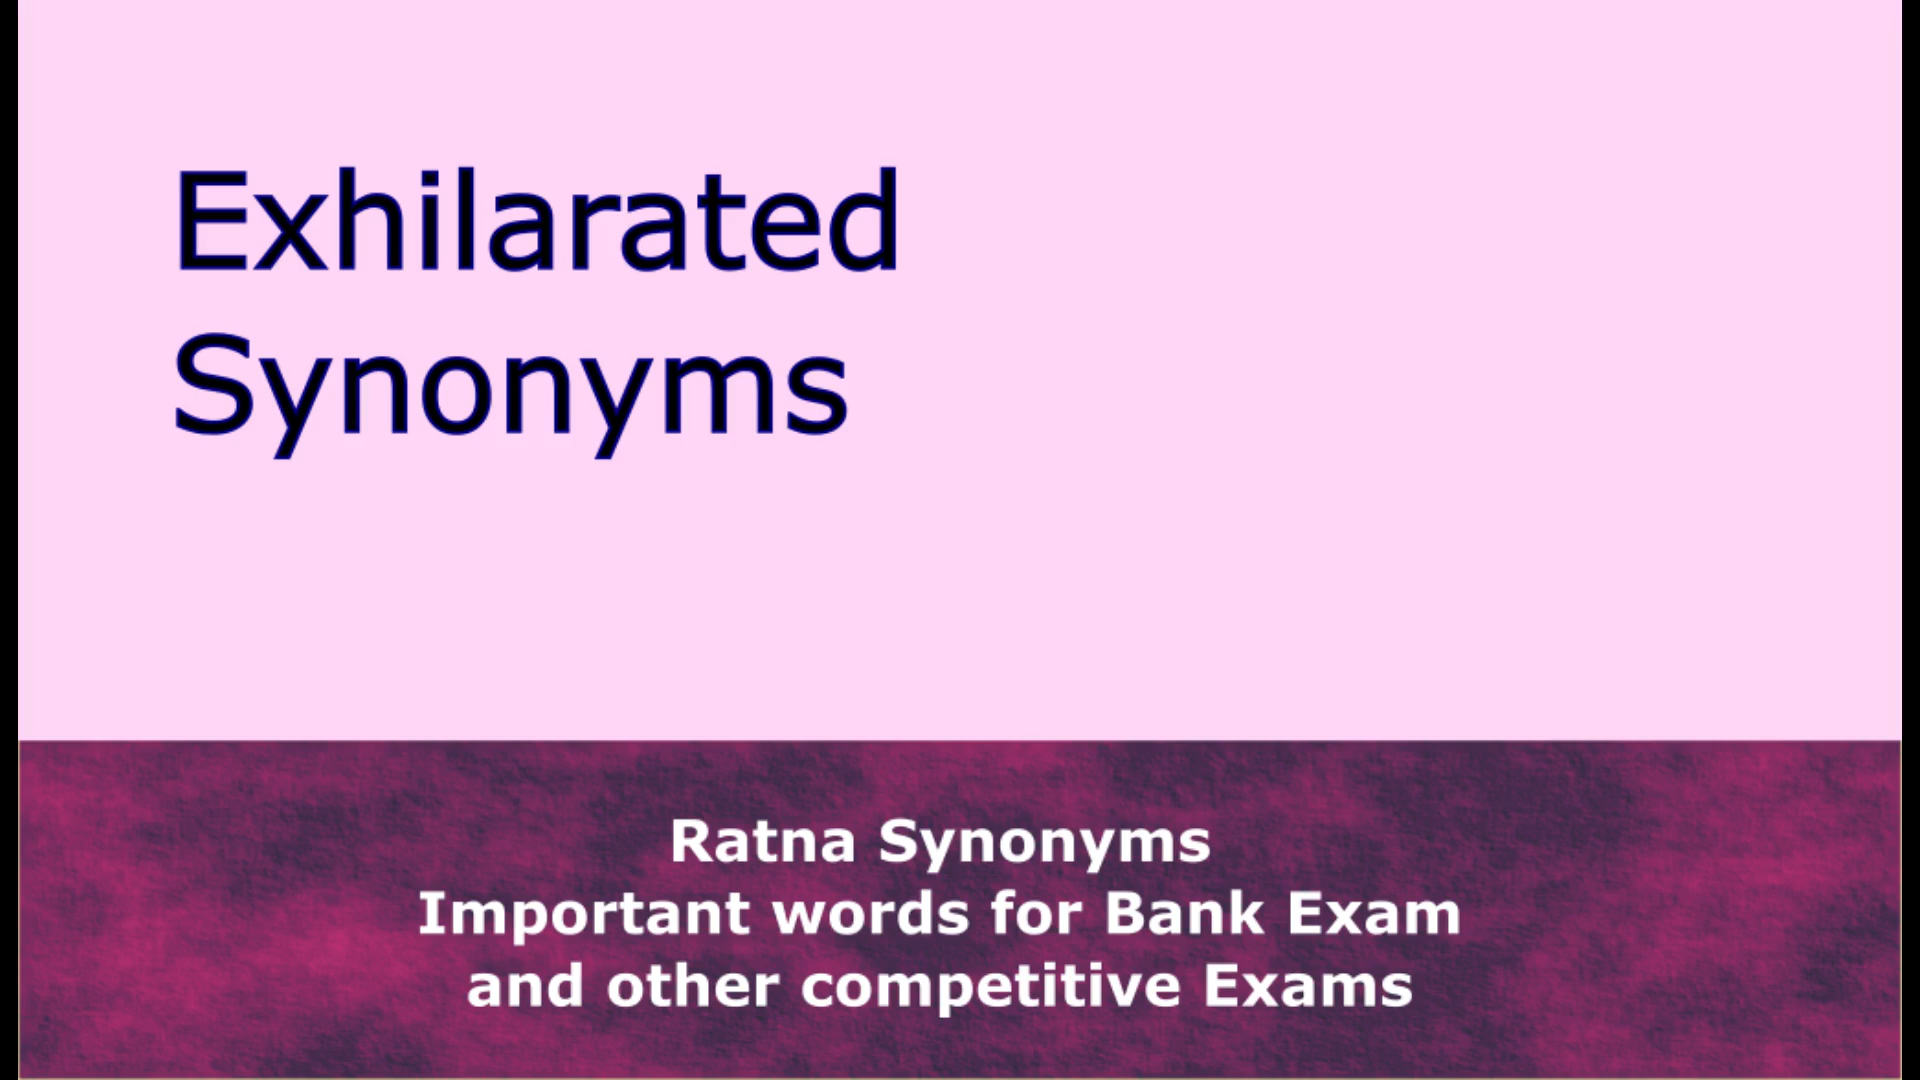 Exhilarated
Synonyms
Ratna Synonyms
Important words for Bank Exam
and other competitive Exams